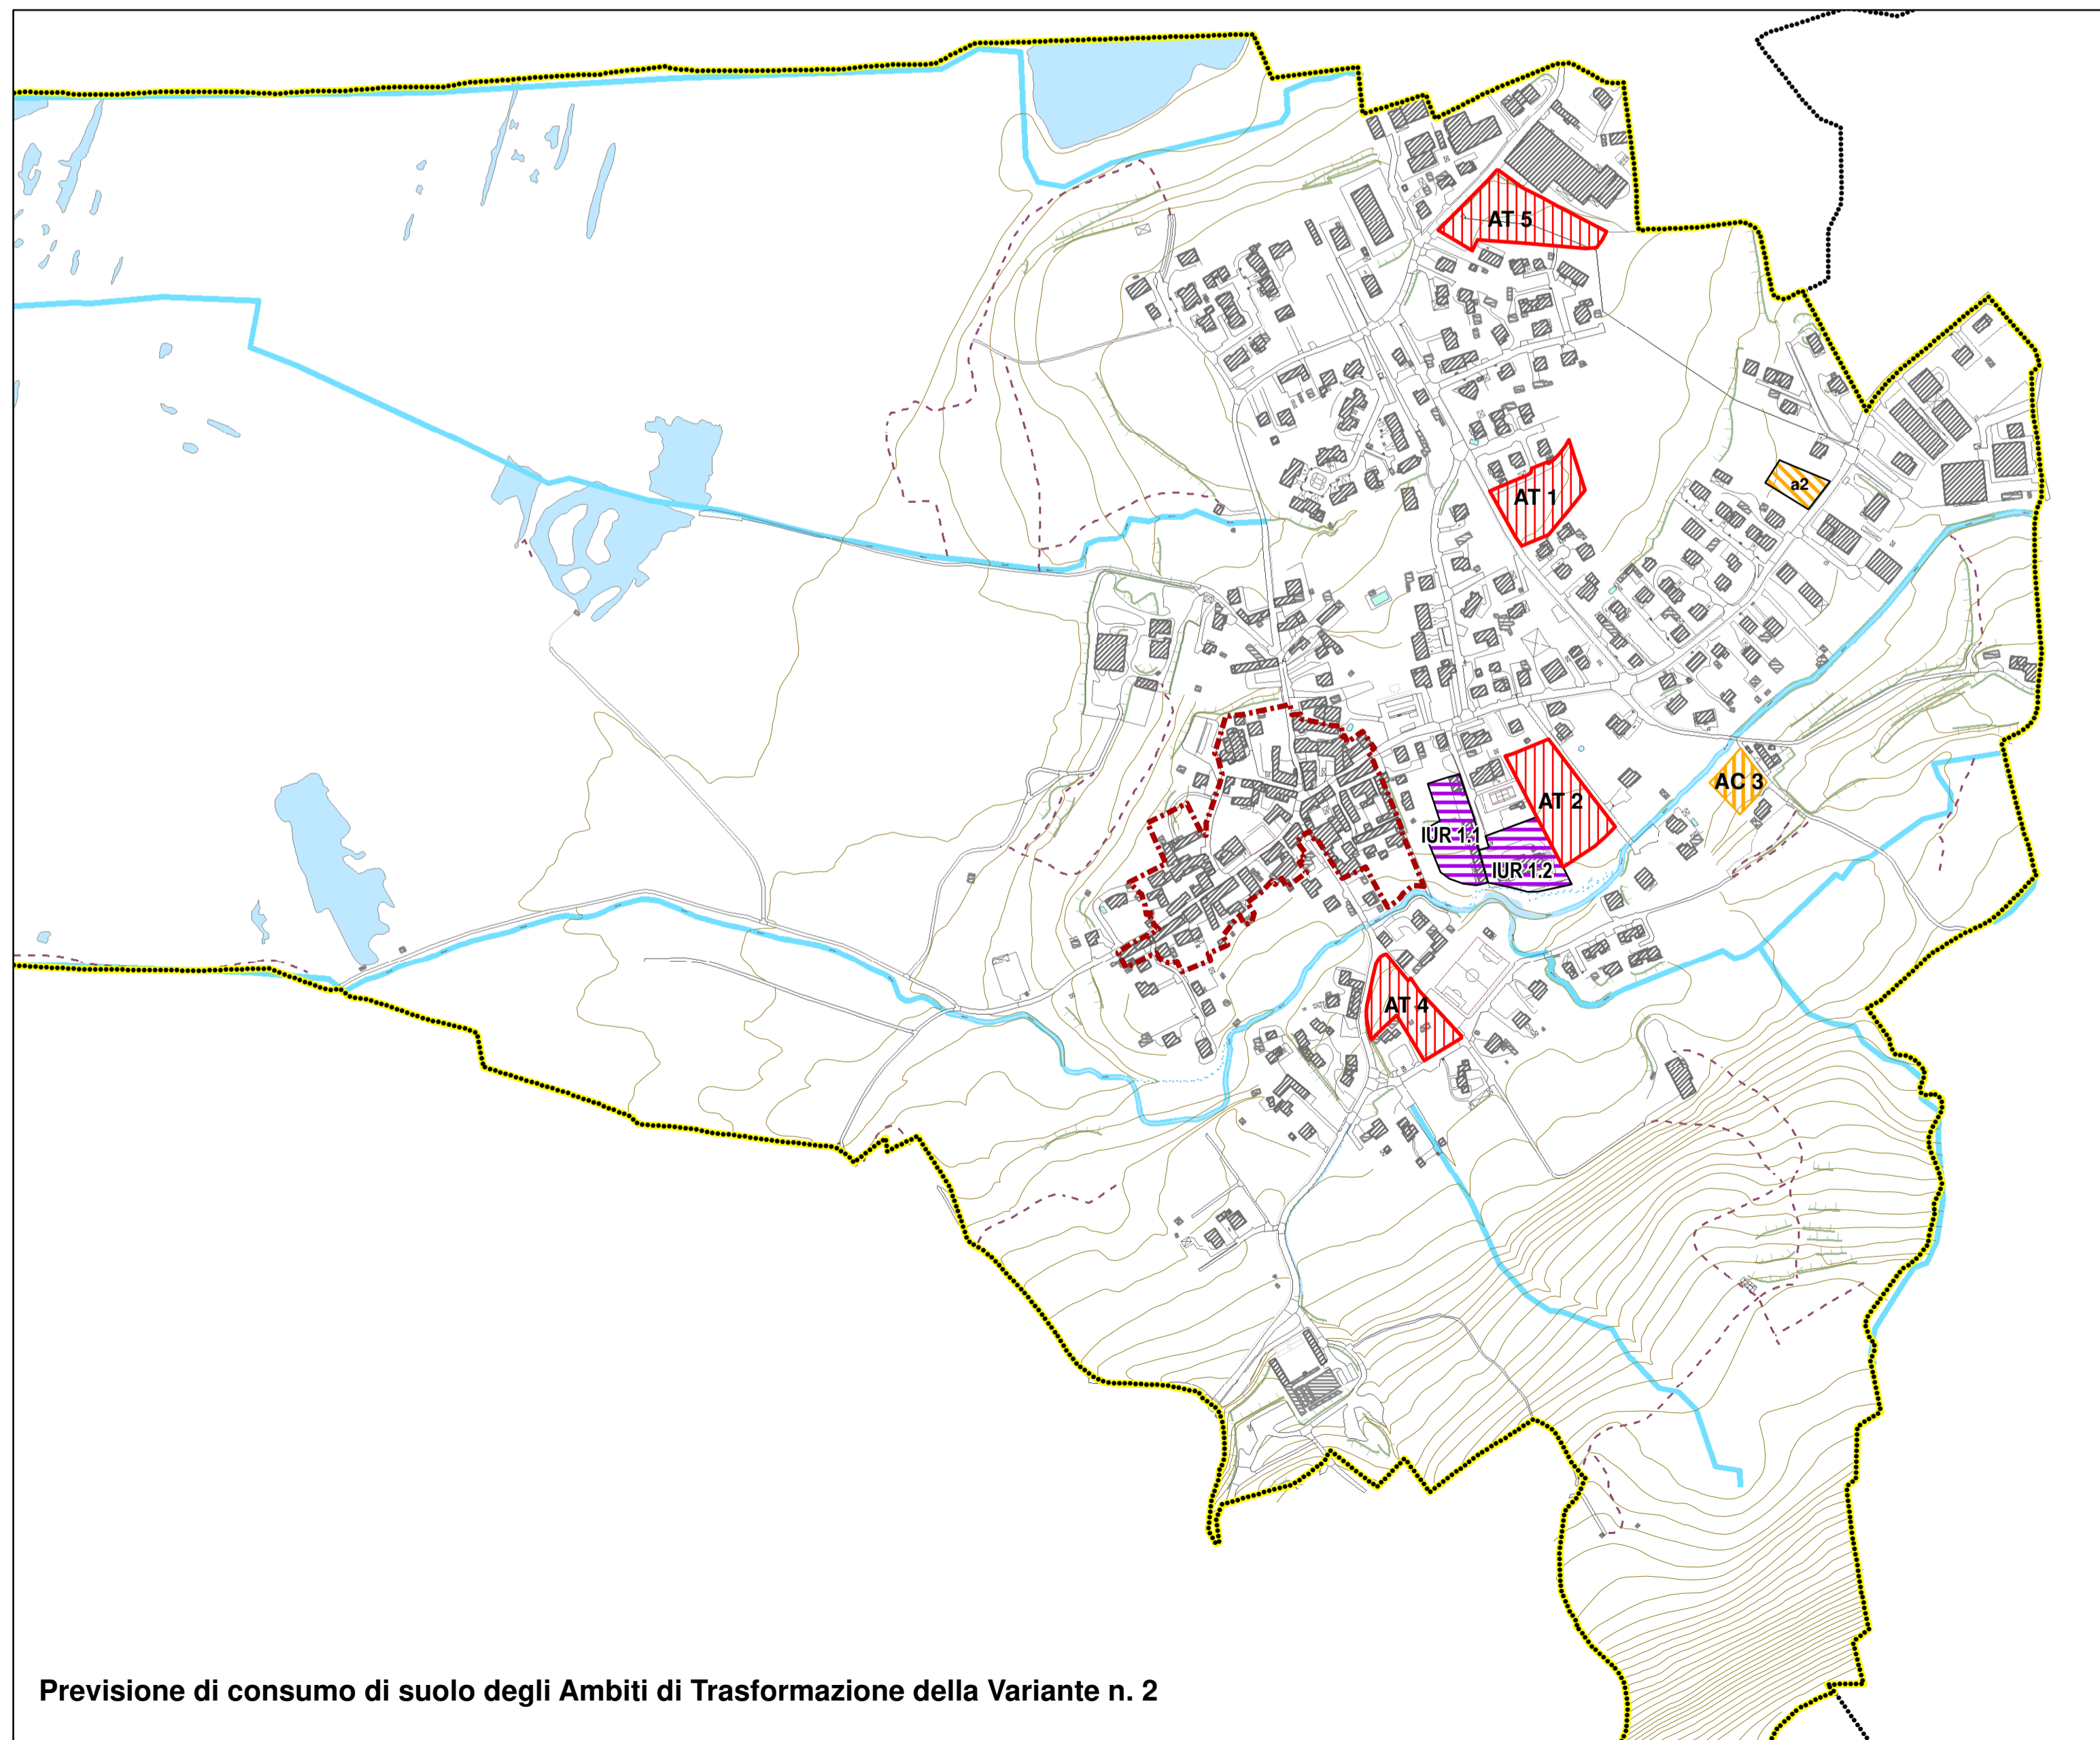 AT 5
AT 1
a2
AC 3
AT 2
IUR 1.1
IUR 1.2
AT 4
Previsione di consumo di suolo degli Ambiti di Trasformazione della Variante n. 2